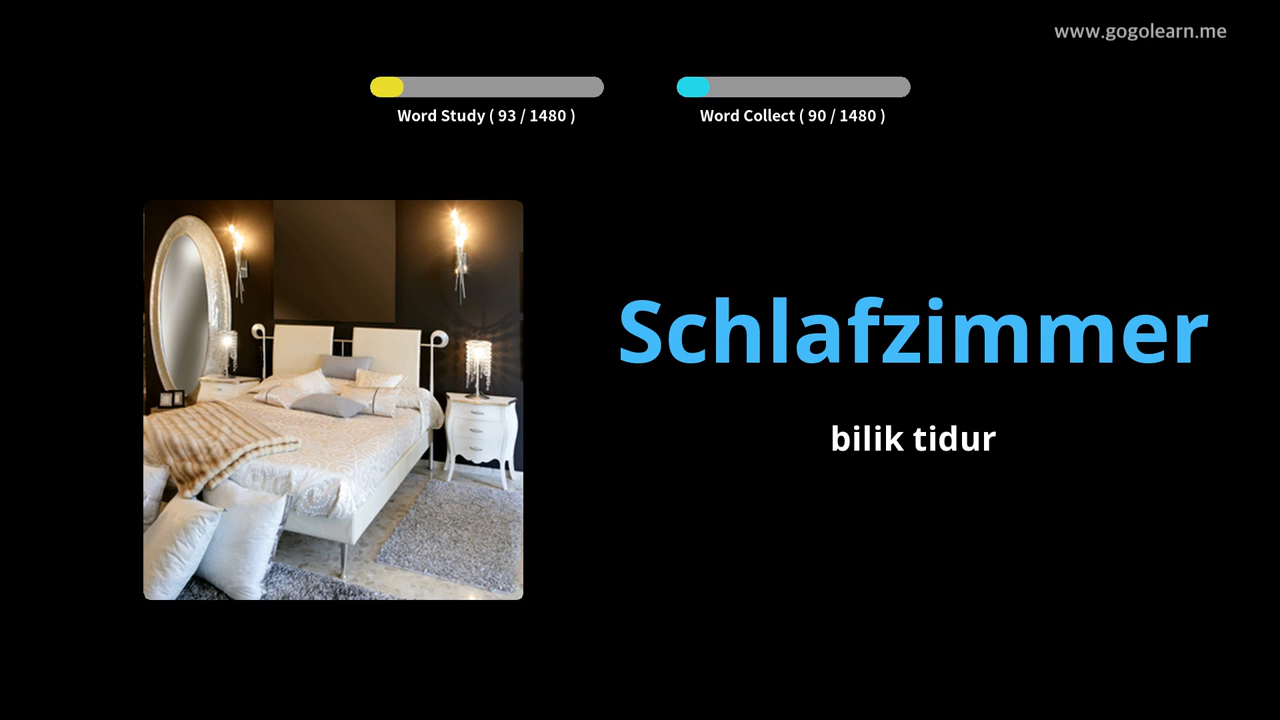 www.gogolearn.me
Word Study ( 93 / 1480 )
Word Collect ( 90 / 1480 )
Schlafzimmer
bilik tidur